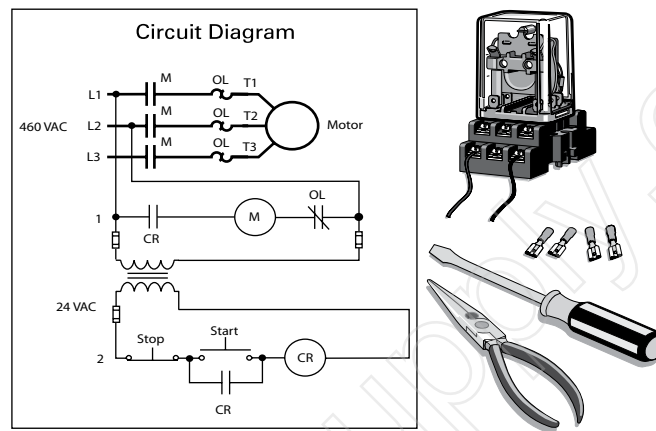 Circuit Diagram
M OL T1
L1
M OL T2
460 VAC L2 Motor
M OL T3
L3
OL
1 M
CR
24 VAC
Stop Start
2 CR
CR